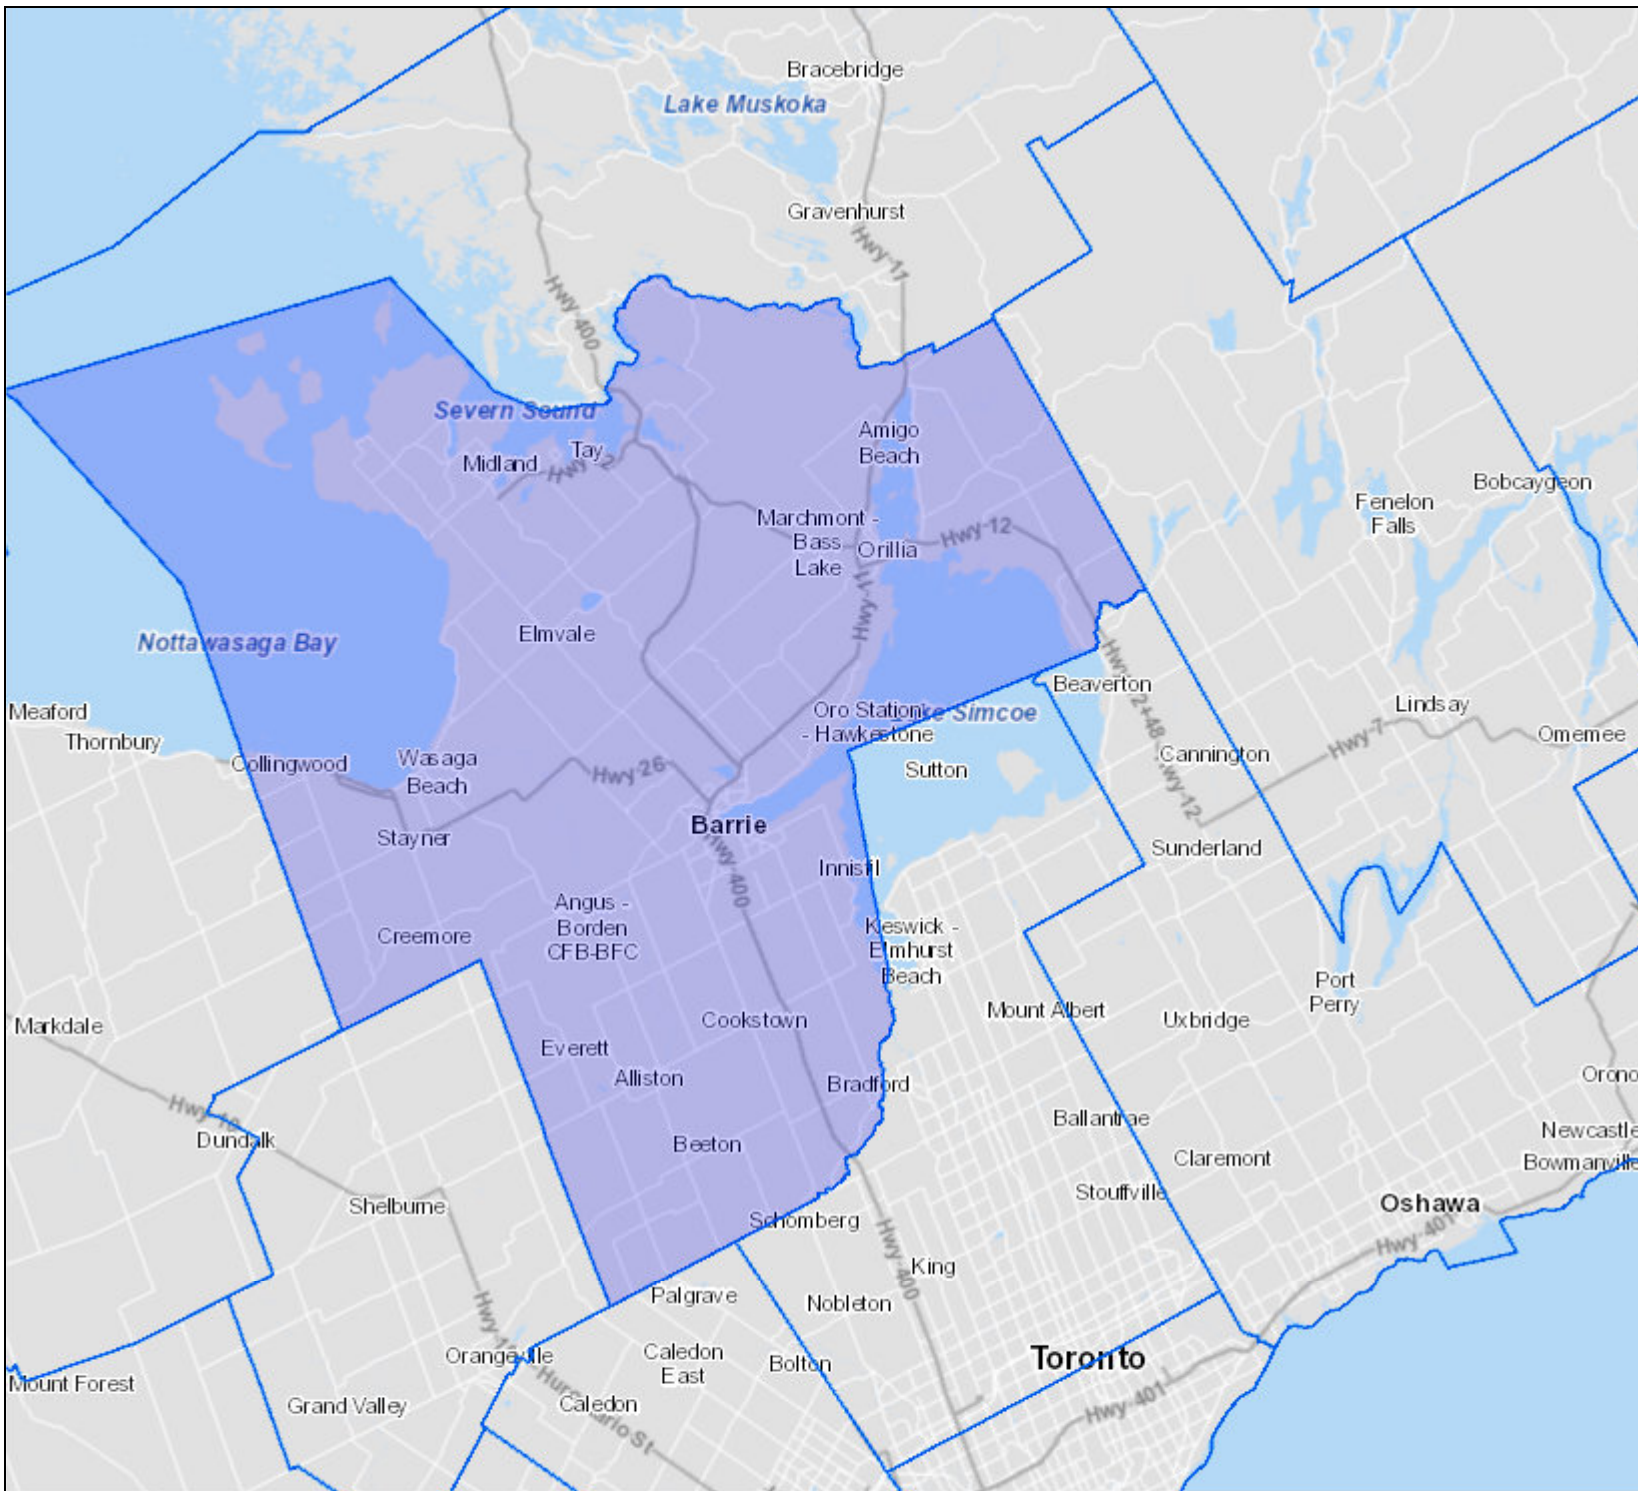 Bracebridge
Lake Muskoka
Gravenhurst
Hwy-11
Hwy-400
Severn Sound
Amigo
Beach
Tay
Midland
Hwy-12
Bobcaygeon
Fenelon
Falls
Marchmont -
Bass
Lake
Orillia
Hwy-12
Hwy-11
Elmvale
Nottawasaga Bay
Beaverton
Hwy-12+48
Lindsay
Meaford
Oro Station
- Hawkestone
Lake Simcoe
Thornbury
Omemee
Hwy-7
Cannington
Collingwood
Wasaga
Beach
Hwy-26
Sutton
Hwy-12
Barrie
Stayner
Sunderland
Hwy-400
Innisfil
Angus -
Borden
CFB-BFC
Creemore
Keswick -
Elmhurst
Beach
Port
Perry
Mount Albert
Uxbridge
Cookstown
Markdale
Everett
Alliston
Bradford
Orono
Hwy-10
Dundalk
Ballantrae
Beeton
Newcastle
Claremont
Bowmanville
Shelburne
Stouffville
Oshawa
Schomberg
Hwy-401
Hwy-400
King
Palgrave
Nobleton
Orangeville
Caledon
East
Bolton
Toronto
Mount Forest
Hurontario St
Grand Valley
Caledon
Hwy-401